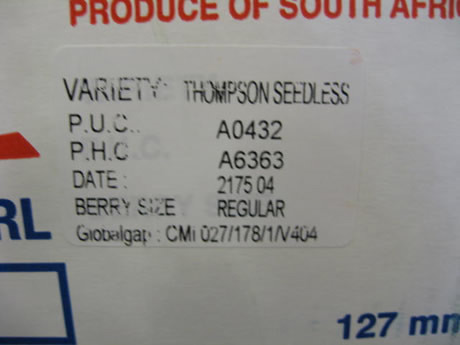 PRODUCE OF SOUTH AFRIC
VARIETY: THOMPSON SEEDLESS
P.U.C.. A0432
P.H.C A6363
DATE : 2175 04
BERRY SIZE REGULAR
Globalgap : CMi 027/178/1/V404
RL
127 mm